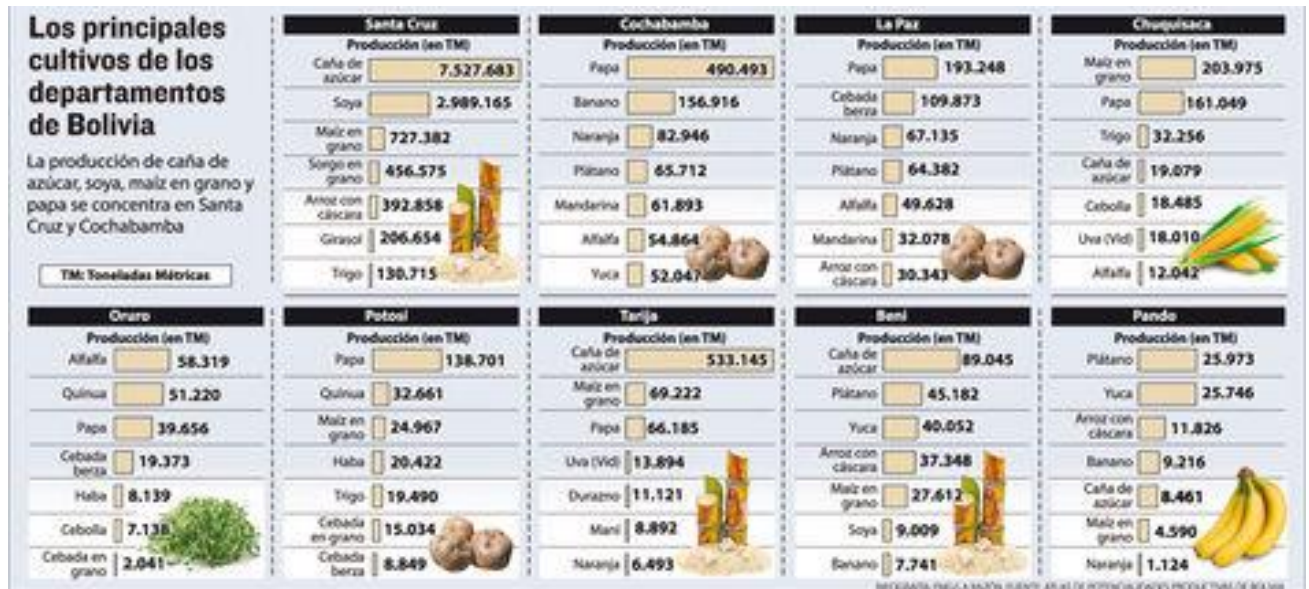 Los principales
cultivos de los
departamentos
de Bolivia
La producción de caña de
azúcar, soya, maíz en grano y
papa se concentra en Santa
Cruz y Cochabamba
TM: Toneladas Métricas
Santa Cruz
Producción (en TM)
Caña de
azúcar 7.527.683
Soya 2.989.165
Maíz en
grano 727.382
Sorgo en
grano 456.575
Arroz con
cáscara 392.858
Girasol 206.654
Trigo 130.715
Cochabamba
Producción (en TM)
Papa 490.493
Banano 156.916
Naranja 82.946
Plátano 65.712
Mandarina 61.893
Alfalfa 54.864
Yuca 52.047
La Paz
Producción (en TM)
Papa 193.248
Cebada
berza 109.873
Naranja 67.135
Plátano 64.382
Alfalfa 49.628
Mandarina 32.078
Arroz con
cáscara 30.343
Chuquisaca
Producción (en TM)
Maíz en
grano 203.975
Papa 161.049
Trigo 32.256
Caña de
azúcar 19.079
Cebolla 18.485
Uva (Vid) 18.010
Alfalfa 12.042
Oruro
Producción (en TM)
Alfalfa 58.319
Quinua 51.220
Papa 39.656
Cebada
berza 19.373
Haba 8.139
Cebolla 7.138
Cebada en
grano 2.041
Potosí
Producción (en TM)
Papa 138.701
Quinua 32.661
Maíz en
grano 24.967
Haba 20.422
Trigo 19.490
Cebada
en grano 15.034
Cebada
berza 8.849
Tarija
Producción (en TM)
Caña de
azúcar 533.145
Maíz en
grano 69.222
Papa 66.185
Uva (Vid) 13.894
Durazno 11.121
Maní 8.892
Naranja 6.493
Beni
Producción (en TM)
Caña de
azúcar 89.045
Plátano 45.182
Yuca 40.052
Arroz con
cáscara 37.348
Maíz en
grano 27.612
Soya 9.009
Banano 7.741
Pando
Producción (en TM)
Plátano 25.973
Yuca 25.746
Arroz con
cáscara 11.826
Banano 9.216
Caña de
azúcar 8.461
Maíz en
grano 4.590
Naranja 1.124